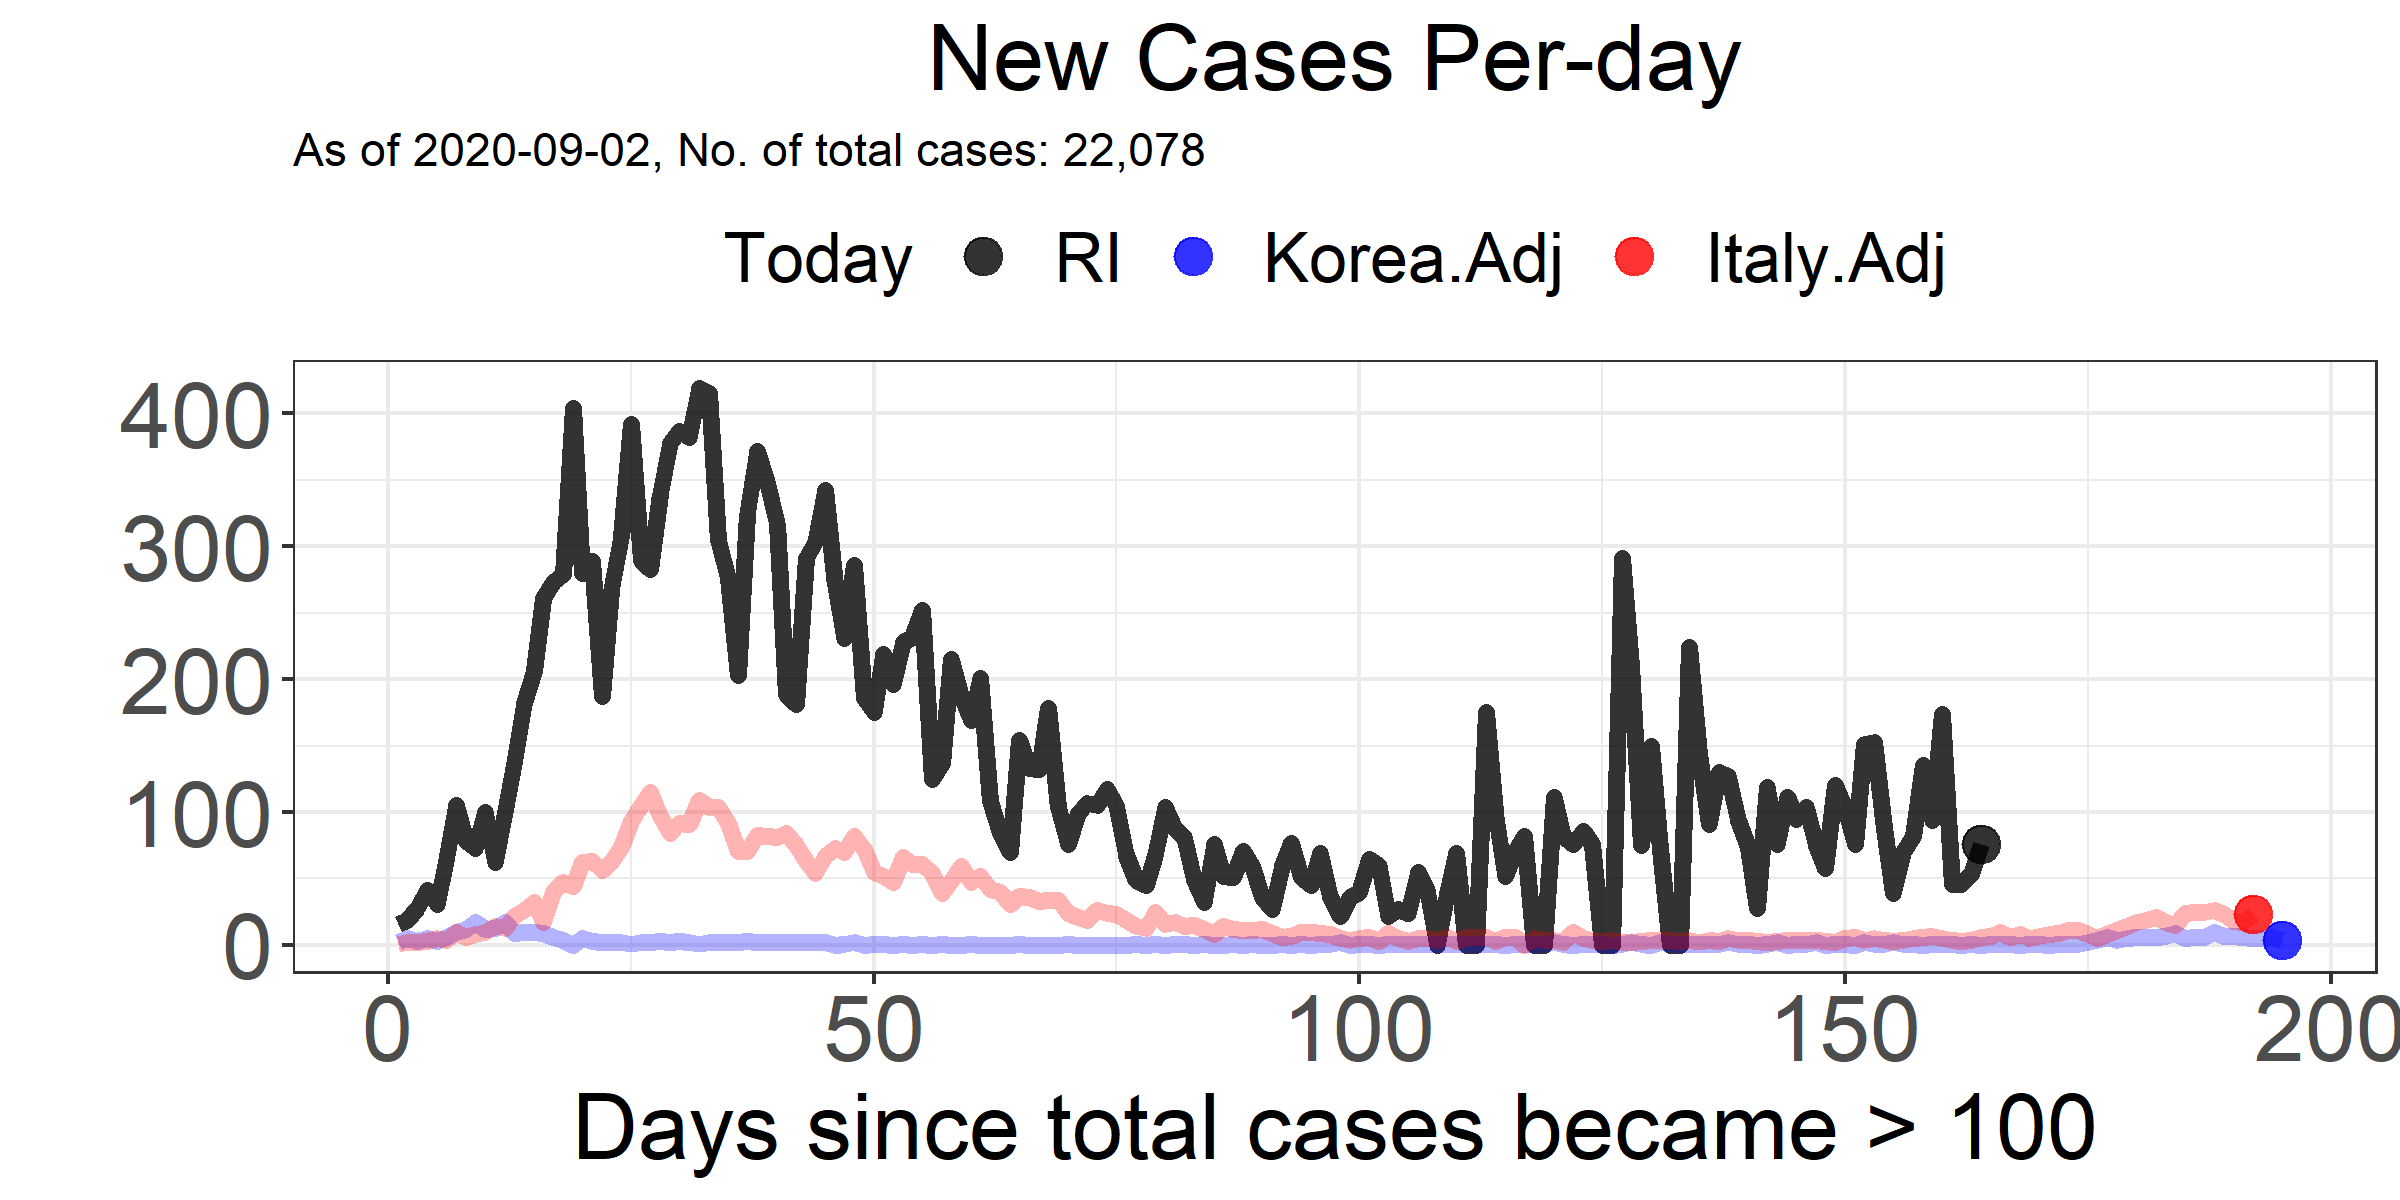 New Cases Per-day
As of 2020-09-02, No. of total cases: 22,078
Today RI Korea.Adj Italy.Adj
400
300
200
100
0
0 50 100 150 200
Days since total cases became > 100